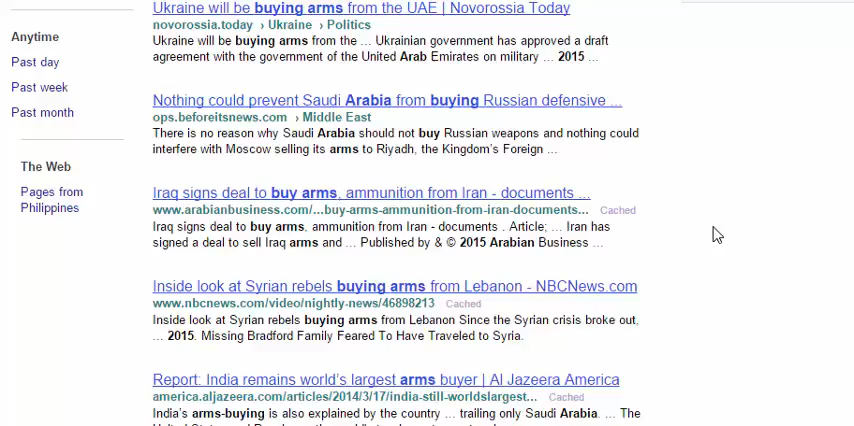 Ukraine will be buying arms from the UAE | Novorossia Today
novorossia.today › Ukraine › Politics
Ukraine will be buying arms from the ... Ukrainian government has approved a draft
agreement with the government of the United Arab Emirates on military ... 2015 ...
Anytime
Past day
Past week
Past month
The Web
Pages from
Philippines
Nothing could prevent Saudi Arabia from buying Russian defensive ...
ops.beforeitsnews.com › Middle East
There is no reason why Saudi Arabia should not buy Russian weapons and nothing could
interfere with Moscow selling its arms to Riyadh, the Kingdom's Foreign ...
Iraq signs deal to buy arms, ammunition from Iran - documents ...
www.arabianbusiness.com/...buy-arms-ammunition-from-iran-documents... Cached
Iraq signs deal to buy arms, ammunition from Iran - documents . Article; ... Iran has
signed a deal to sell Iraq arms and ... Published by & © 2015 Arabian Business ...
Inside look at Syrian rebels buying arms from Lebanon - NBCNews.com
www.nbcnews.com/video/nightly-news/46898213 Cached
Inside look at Syrian rebels buying arms from Lebanon Since the Syrian crisis broke out,
... 2015. Missing Bradford Family Feared To Have Traveled to Syria.
Report: India remains world's largest arms buyer | Al Jazeera America
america.aljazeera.com/articles/2014/3/17/india-still-worldslargest... Cached
India's arms-buying is also explained by the country ... trailing only Saudi Arabia. ... The